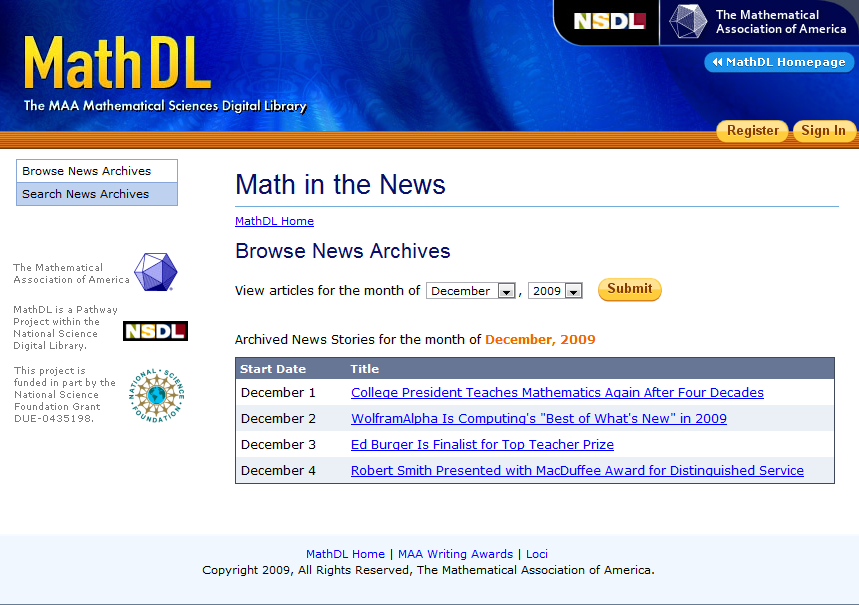 NSDL
The Mathematical
Association of America
MathDL Homepage
MathDL
The MAA Mathematical Sciences Digital Library
Register
Sign In
Browse News Archives
Search News Archives
The Mathematical
Association of America
MathDL is a Pathway
Project within the
National Science
Digital Library.
NSDL
This project is
funded in part by the
National Science
Foundation Grant
DUE-0435198.
NATIONAL SCIENCE FOUNDATION
Math in the News
MathDL Home
Browse News Archives
View articles for the month of December , 2009 Submit
Archived News Stories for the month of December, 2009
Start Date Title
December 1 College President Teaches Mathematics Again After Four Decades
December 2 WolframAlpha Is Computing's "Best of What's New" in 2009
December 3 Ed Burger Is Finalist for Top Teacher Prize
December 4 Robert Smith Presented with MacDuffee Award for Distinguished Service
MathDL Home | MAA Writing Awards | Loci
Copyright 2009, All Rights Reserved, The Mathematical Association of America.